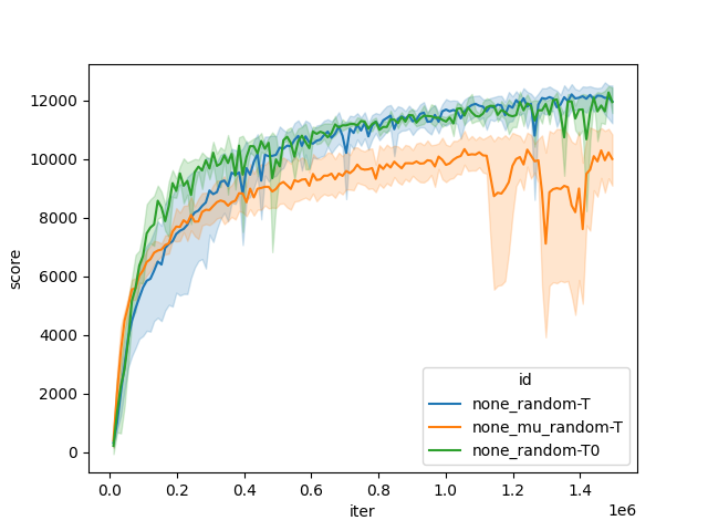 12000
10000
8000
6000
4000
2000
0
score
id
none_random-T
none_mu_random-T
none_random-T0
0.0 0.2 0.4 0.6 0.8 1.0 1.2 1.4
iter
1e6